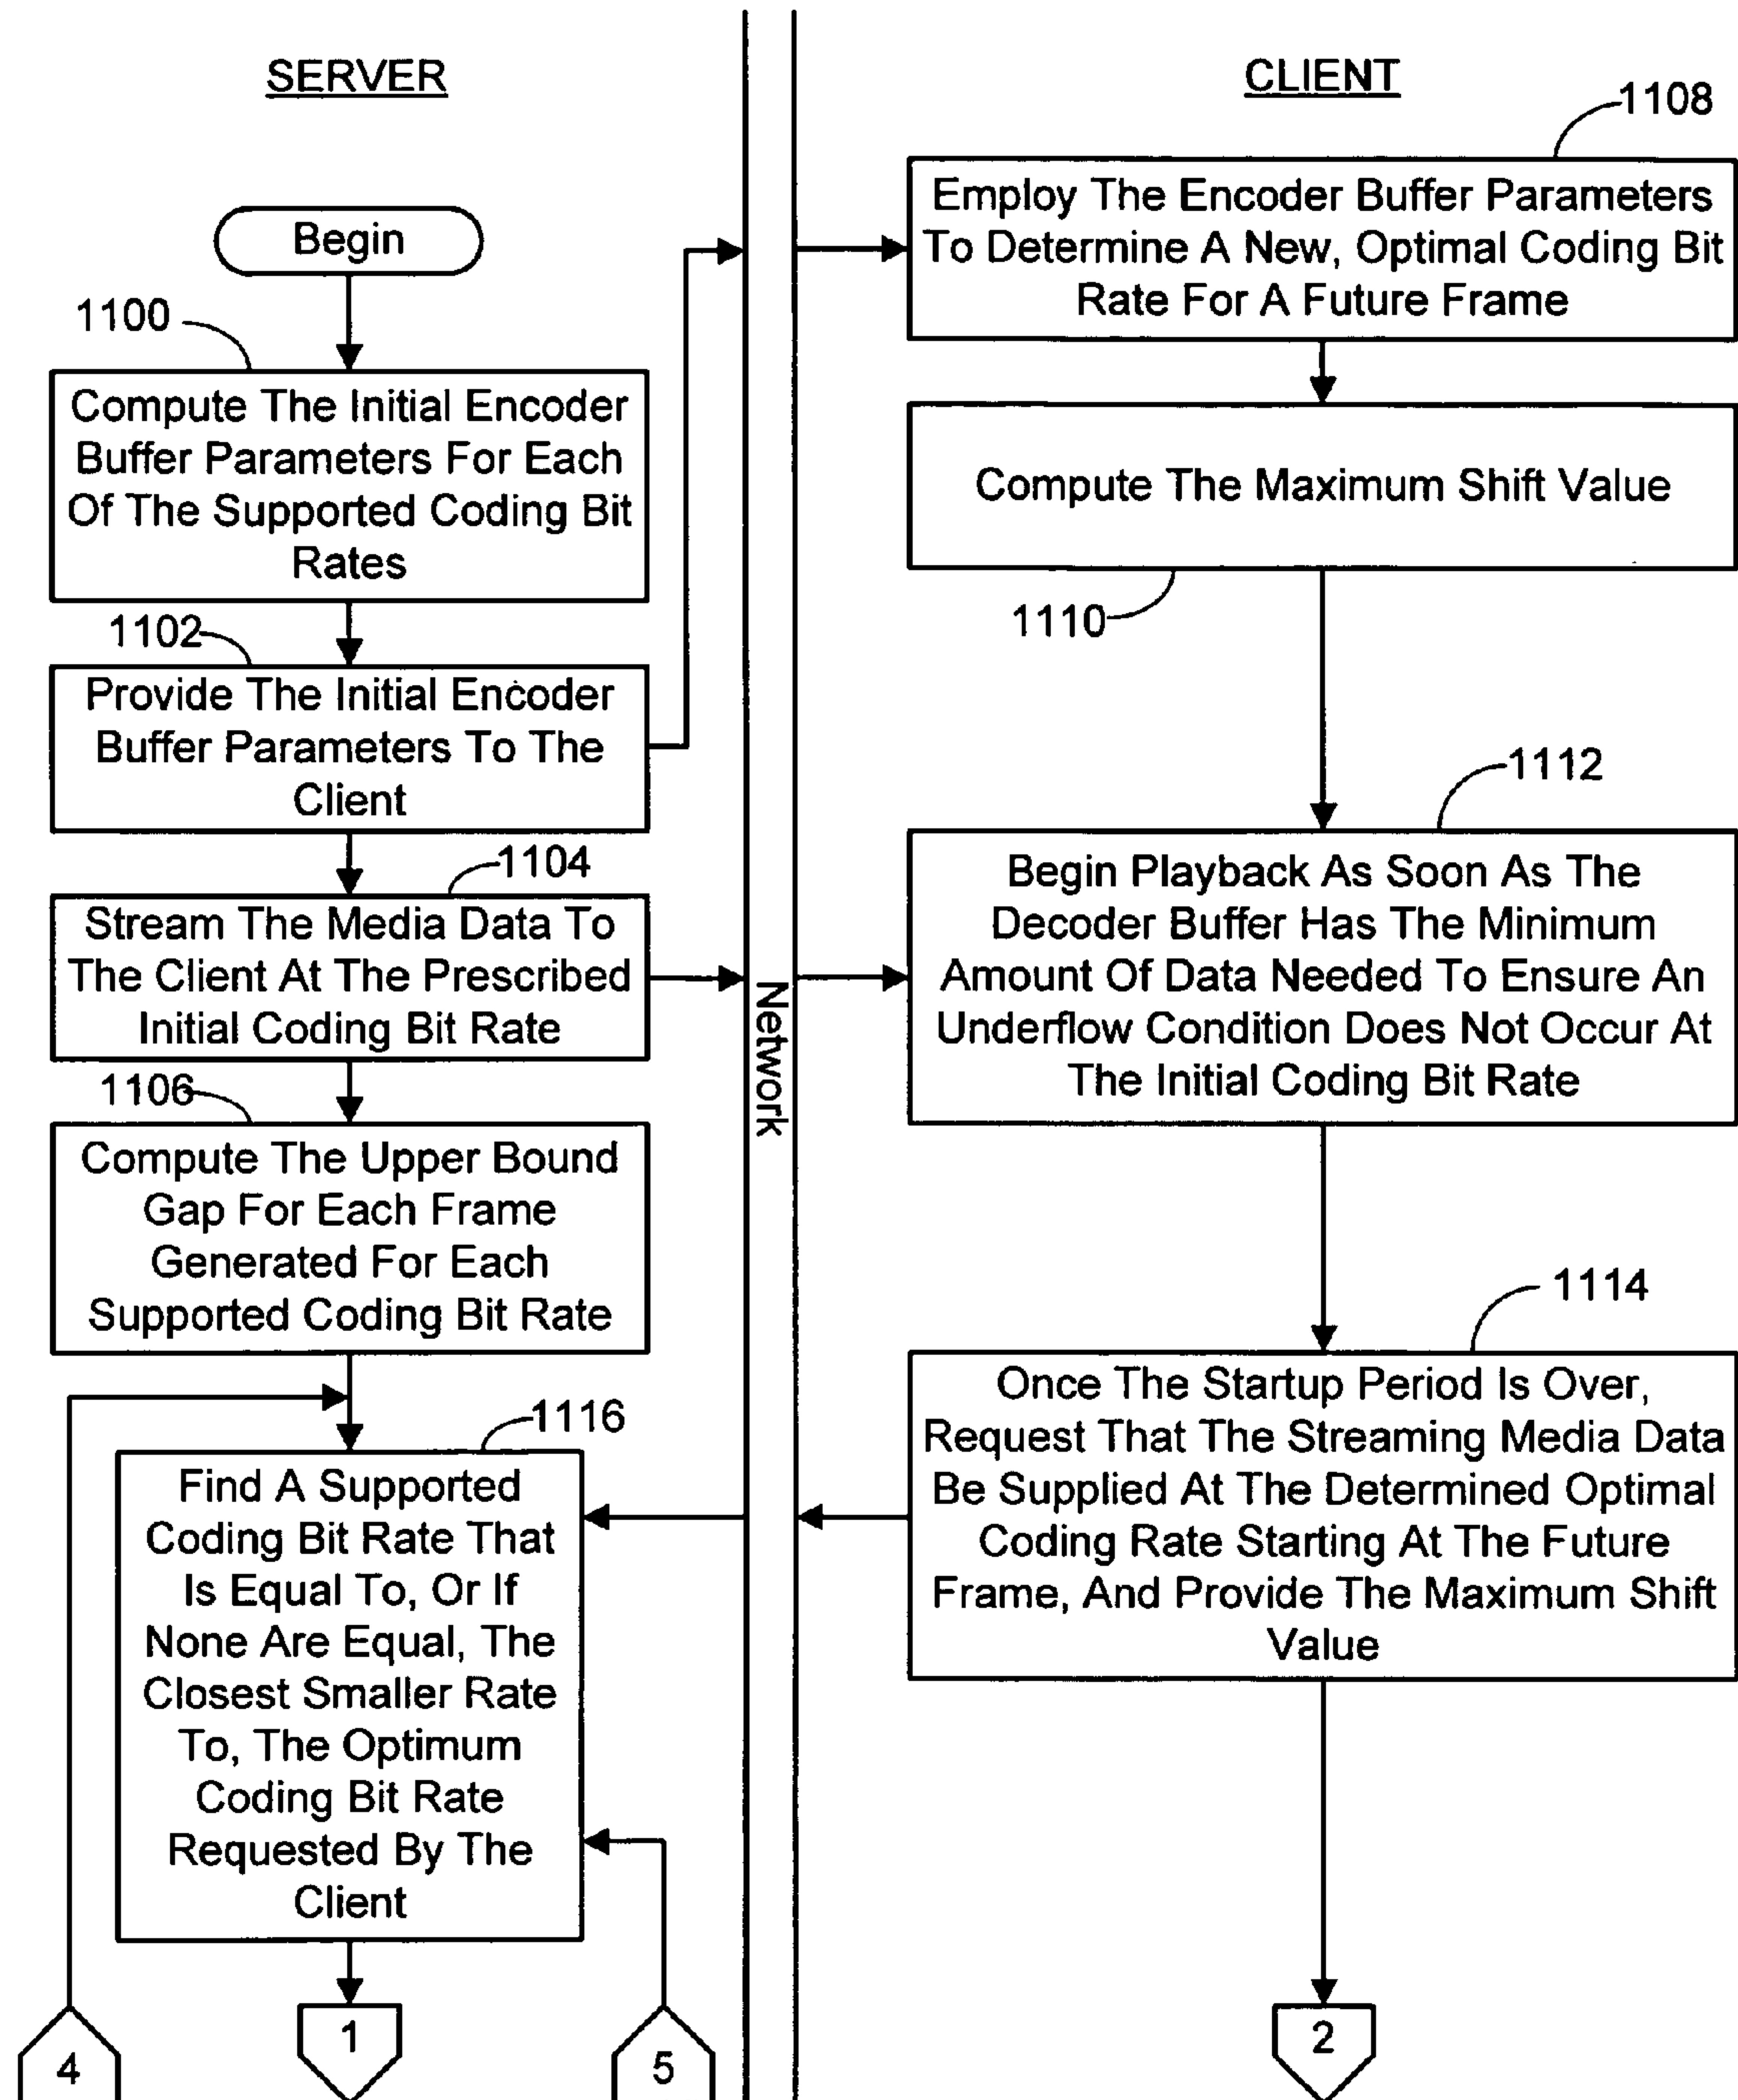 SERVER
Begin
1100
Compute The Initial Encoder
Buffer Parameters For Each
Of The Supported Coding Bit
Rates
1102
Provide The Initial Encoder
Buffer Parameters To The
Client
1104
Stream The Media Data To
The Client At The Prescribed
Initial Coding Bit Rate
1106
Compute The Upper Bound
Gap For Each Frame
Generated For Each
Supported Coding Bit Rate
1116
Find A Supported
Coding Bit Rate That
Is Equal To, Or If
None Are Equal, The
Closest Smaller Rate
To, The Optimum
Coding Bit Rate
Requested By The
Client
4
1
5
Network
CLIENT
1108
Employ The Encoder Buffer Parameters
To Determine A New, Optimal Coding Bit
Rate For A Future Frame
Compute The Maximum Shift Value
1110
1112
Begin Playback As Soon As The
Decoder Buffer Has The Minimum
Amount Of Data Needed To Ensure An
Underflow Condition Does Not Occur At
The Initial Coding Bit Rate
1114
Once The Startup Period Is Over,
Request That The Streaming Media Data
Be Supplied At The Determined Optimal
Coding Rate Starting At The Future
Frame, And Provide The Maximum Shift
Value
2